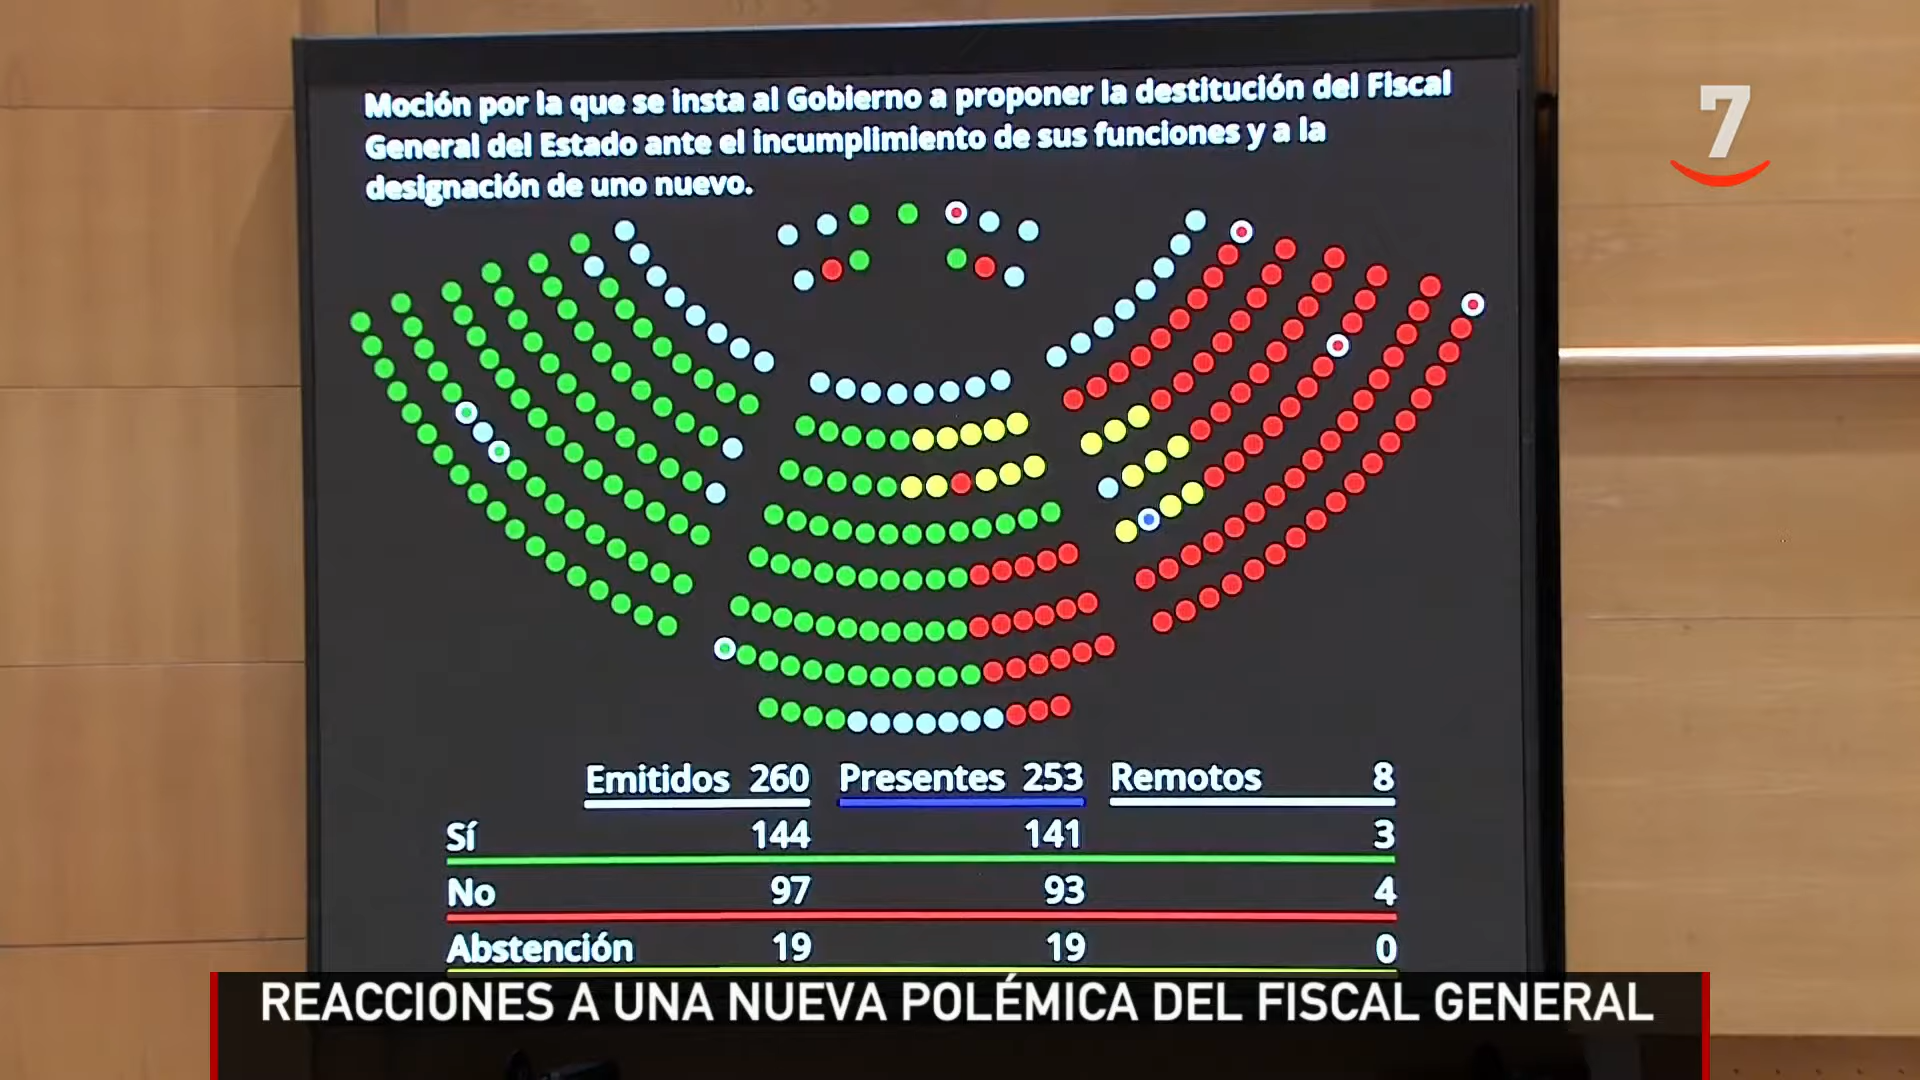 Moción por la que se insta al Gobierno a proponer la destitución del Fiscal
General del Estado ante el incumplimiento de sus funciones y a la
designación de uno nuevo.
7
Emitidos 260 Presentes 253 Remotos 8
Sí 144 141 3
No 97 93 4
Abstención 19 19 0
REACCIONES A UNA NUEVA POLÉMICA DEL FISCAL GENERAL